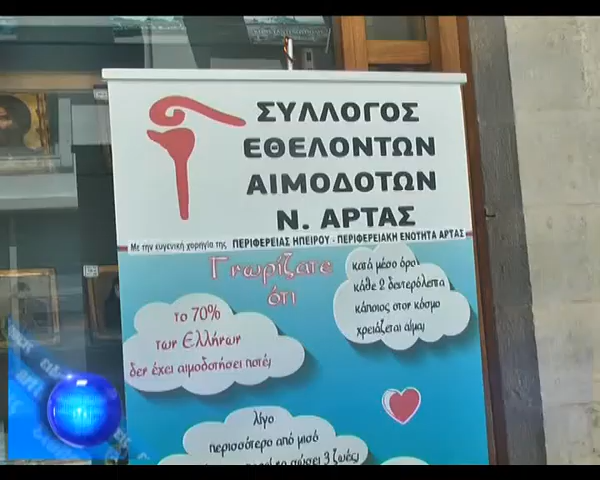 ΣΥΛΛΟΓΟΣ
ΕΘΕΛΟΝΤΩΝ
ΑΙΜΟΔΟΤΩΝ
Ν. ΑΡΤΑΣ
Με την ευγενική χορηγία της ΠΕΡΙΦΕΡΕΙΑΣ ΗΠΕΙΡΟΥ - ΠΕΡΙΦΕΡΕΙΑΚΗ ΕΝΟΤΗΤΑ ΑΡΤΑΣ
Γνωρίζατε
ότι
κατά μέσο όρο
κάθε 2 δευτερόλεπτα
κάποιος στον κόσμο
χρειάζεται αίμα;
το 70%
των Ελλήνων
δεν έχει αιμοδοτήσει ποτέ;
λίγο
περισσότερο από μισό
σώσει 3 ζωές;